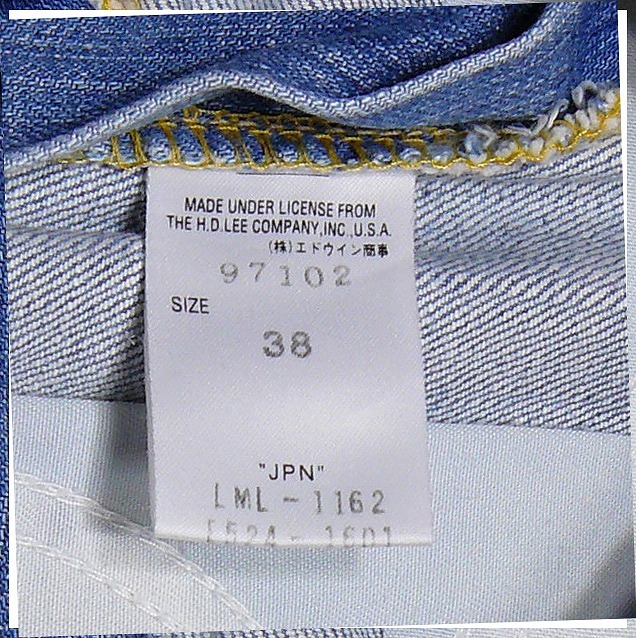 MADE UNDER LICENSE FROM
THE H.D.LEE COMPANY,INC.,U.S.A.
(株)エドウイン商事
97102
SIZE
38
"JPN"
LML-1162